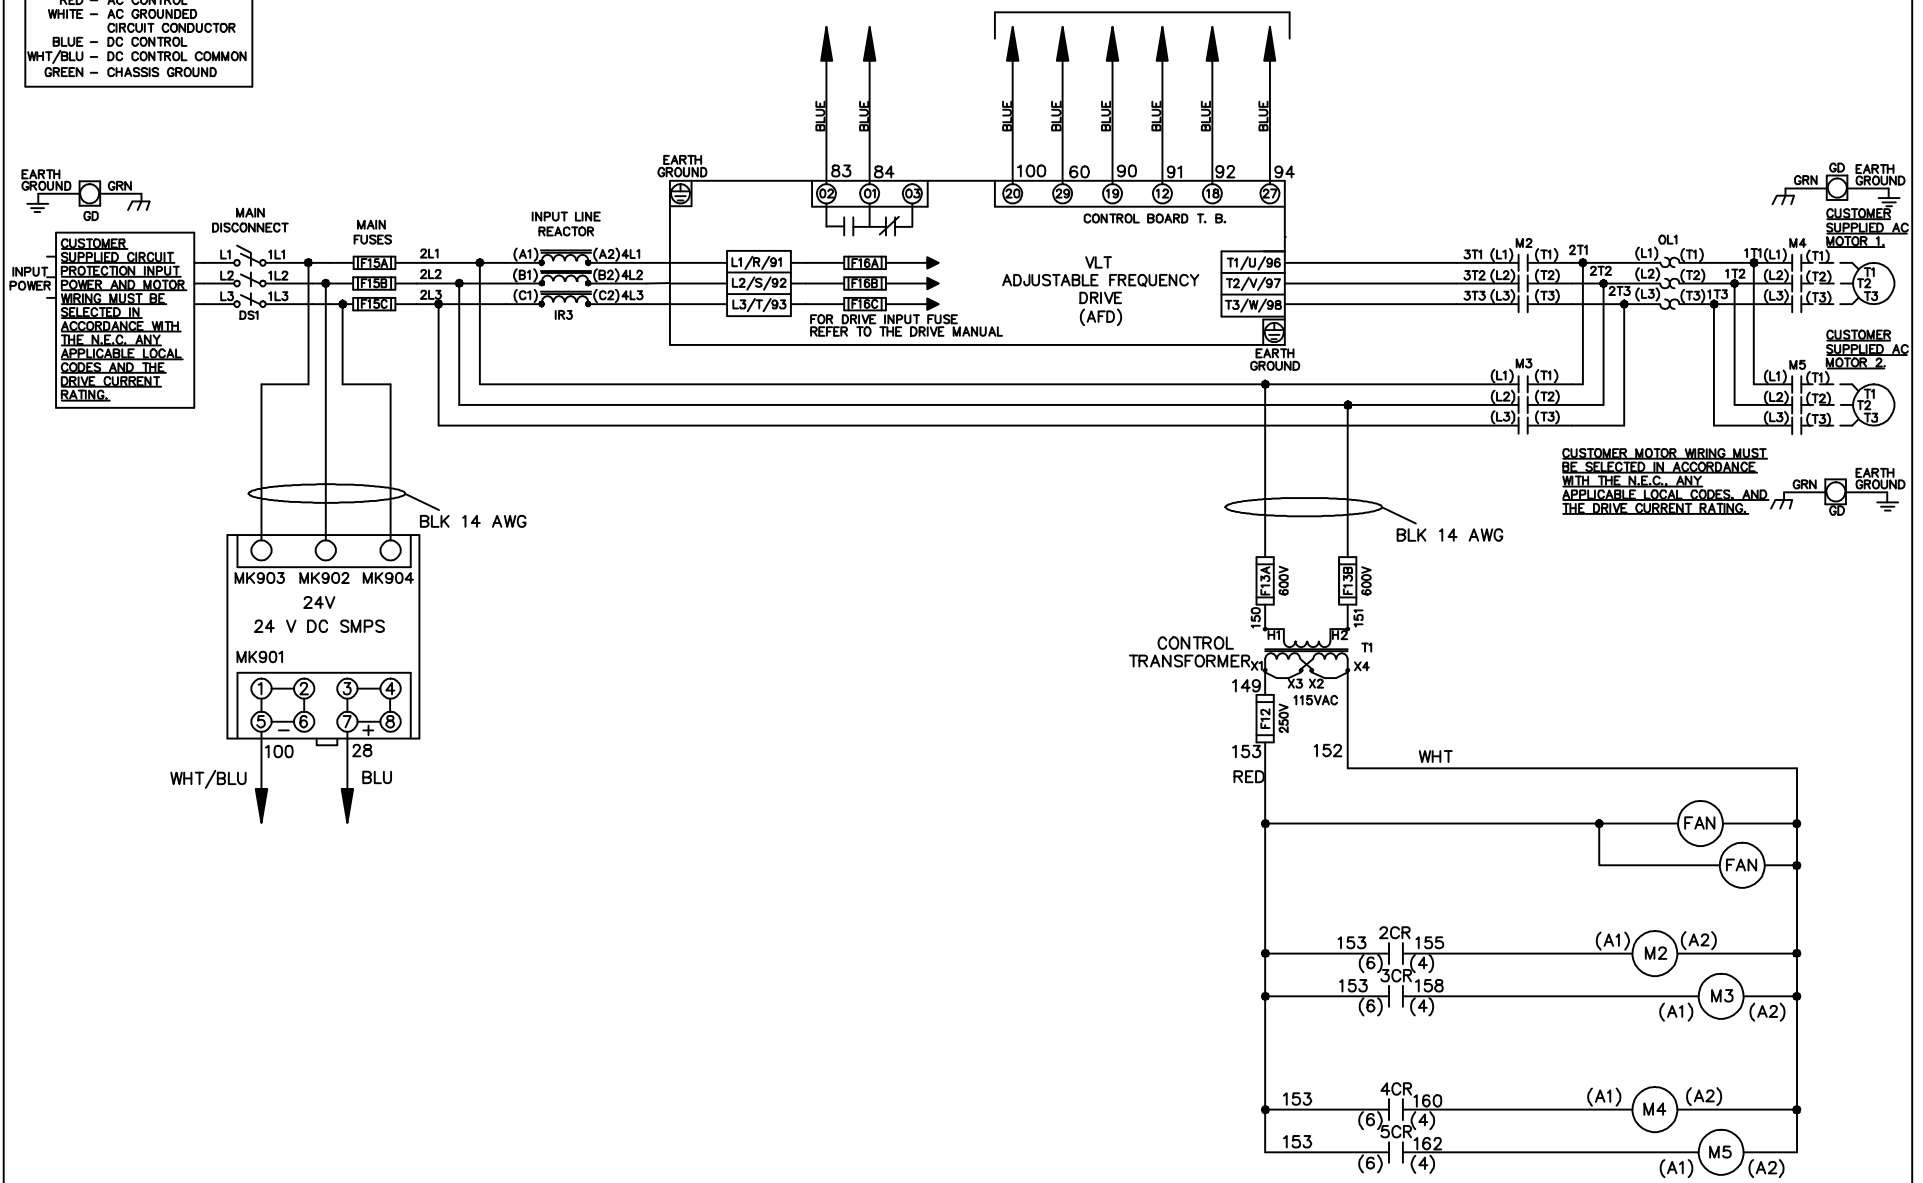 RED – AC CONTROL
WHITE – AC GROUNDED
CIRCUIT CONDUCTOR
BLUE – DC CONTROL
WHT/BLU – DC CONTROL COMMON
GREEN – CHASSIS GROUND
BLUE
BLUE
BLUE
BLUE
BLUE
BLUE
BLUE
BLUE
EARTH
GROUND
GRN
GD
EARTH
GROUND
83
84
100
60
90
91
92
94
02
01
03
20
29
19
12
18
27
CONTROL BOARD T. B.
GRN
GD
EARTH
GROUND
MAIN
DISCONNECT
L1
1L1
L2
1L2
L3
1L3
DS1
MAIN
FUSES
F15A
F15B
F15C
2L1
2L2
2L3
INPUT LINE
REACTOR
(A1)
(A2)
4L1
(B1)
(B2)
4L2
(C1)
(C2)
4L3
IR3
INPUT
POWER
CUSTOMER
SUPPLIED CIRCUIT
PROTECTION INPUT
POWER AND MOTOR
WIRING MUST BE
SELECTED IN
ACCORDANCE WITH
THE N.E.C. ANY
APPLICABLE LOCAL
CODES AND THE
DRIVE CURRENT
RATING.
L1/R/91
L2/S/92
L3/T/93
F16A
F16B
F16C
FOR DRIVE INPUT FUSE
REFER TO THE DRIVE MANUAL
VLT
ADJUSTABLE FREQUENCY
DRIVE
(AFD)
T1/U/96
T2/V/97
T3/W/98
EARTH
GROUND
3T1 (L1)
3T2 (L2)
3T3 (L3)
M2
(T1)
(T2)
(T3)
2T1
2T2
2T3
OL1
(L1)
(T1)
(L2)
(T2)
(L3)
(T3)
1T1
1T2
1T3
M4
(L1)
(T1)
(L2)
(T2)
(L3)
(T3)
CUSTOMER
SUPPLIED AC
MOTOR 1.
T1
T2
T3
M3
(L1)
(T1)
(L2)
(T2)
(L3)
(T3)
M5
(L1)
(T1)
(L2)
(T2)
(L3)
(T3)
CUSTOMER
SUPPLIED AC
MOTOR 2.
T1
T2
T3
CUSTOMER MOTOR WIRING MUST
BE SELECTED IN ACCORDANCE
WITH THE N.E.C., ANY
APPLICABLE LOCAL CODES, AND
THE DRIVE CURRENT RATING.
GRN
GD
EARTH
GROUND
BLK 14 AWG
BLK 14 AWG
MK903
MK902
MK904
24V
24 V DC SMPS
MK901
1
2
3
4
5
6
7
8
–
+
100
28
WHT/BLU
BLU
F13A
600V
F13B
600V
150
151
H1
H2
T1
CONTROL
TRANSFORMER
X1
X4
X3 X2
115VAC
149
F12
250V
153
RED
152
WHT
FAN
FAN
2CR
153
155
(6)
(4)
(A1)
M2
(A2)
3CR
153
158
(6)
(4)
(A1)
M3
(A2)
4CR
153
160
(6)
(4)
(A1)
M4
(A2)
5CR
153
162
(6)
(4)
(A1)
M5
(A2)